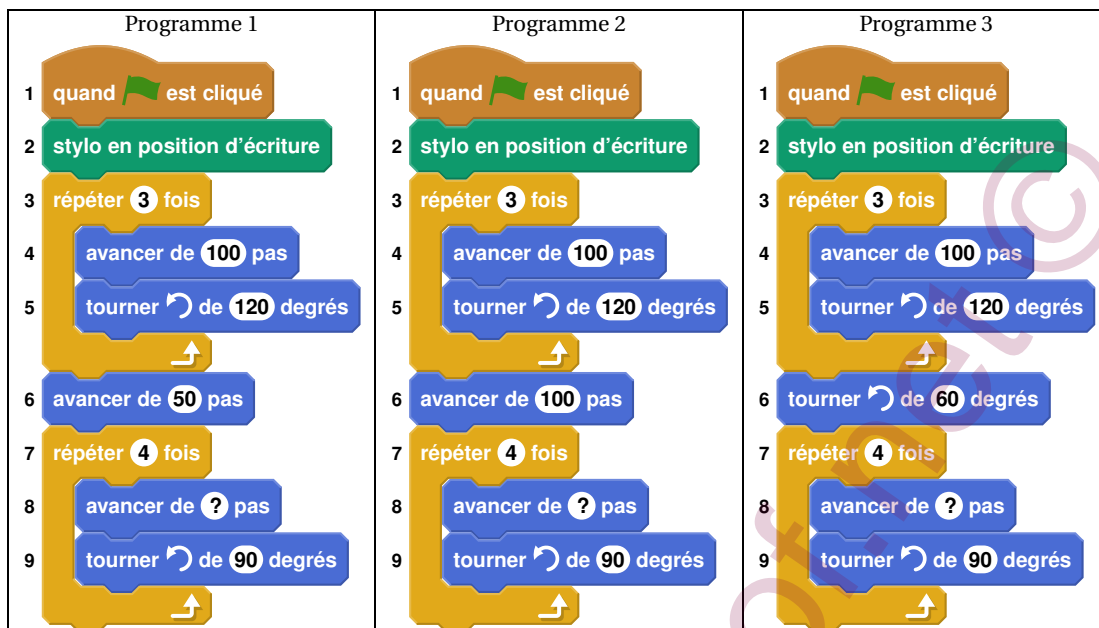 Programme 1
1 quand est cliqué
2 stylo en position d'écriture
3 répéter 3 fois
4 avancer de 100 pas
5 tourner de 120 degrés
6 avancer de 50 pas
7 répéter 4 fois
8 avancer de ? pas
9 tourner de 90 degrés
Programme 2
1 quand est cliqué
2 stylo en position d'écriture
3 répéter 3 fois
4 avancer de 100 pas
5 tourner de 120 degrés
6 avancer de 100 pas
7 répéter 4 fois
8 avancer de ? pas
9 tourner de 90 degrés
Programme 3
1 quand est cliqué
2 stylo en position d'écriture
3 répéter 3 fois
4 avancer de 100 pas
5 tourner de 120 degrés
6 tourner de 60 degrés
7 répéter 4 fois
8 avancer de ? pas
9 tourner de 90 degrés